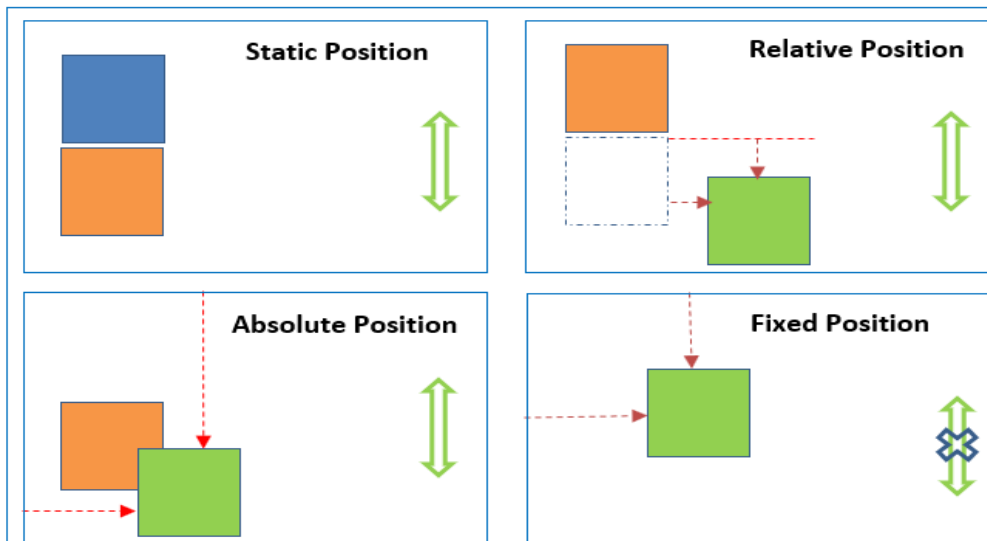 Static Position
Relative Position
Absolute Position
Fixed Position